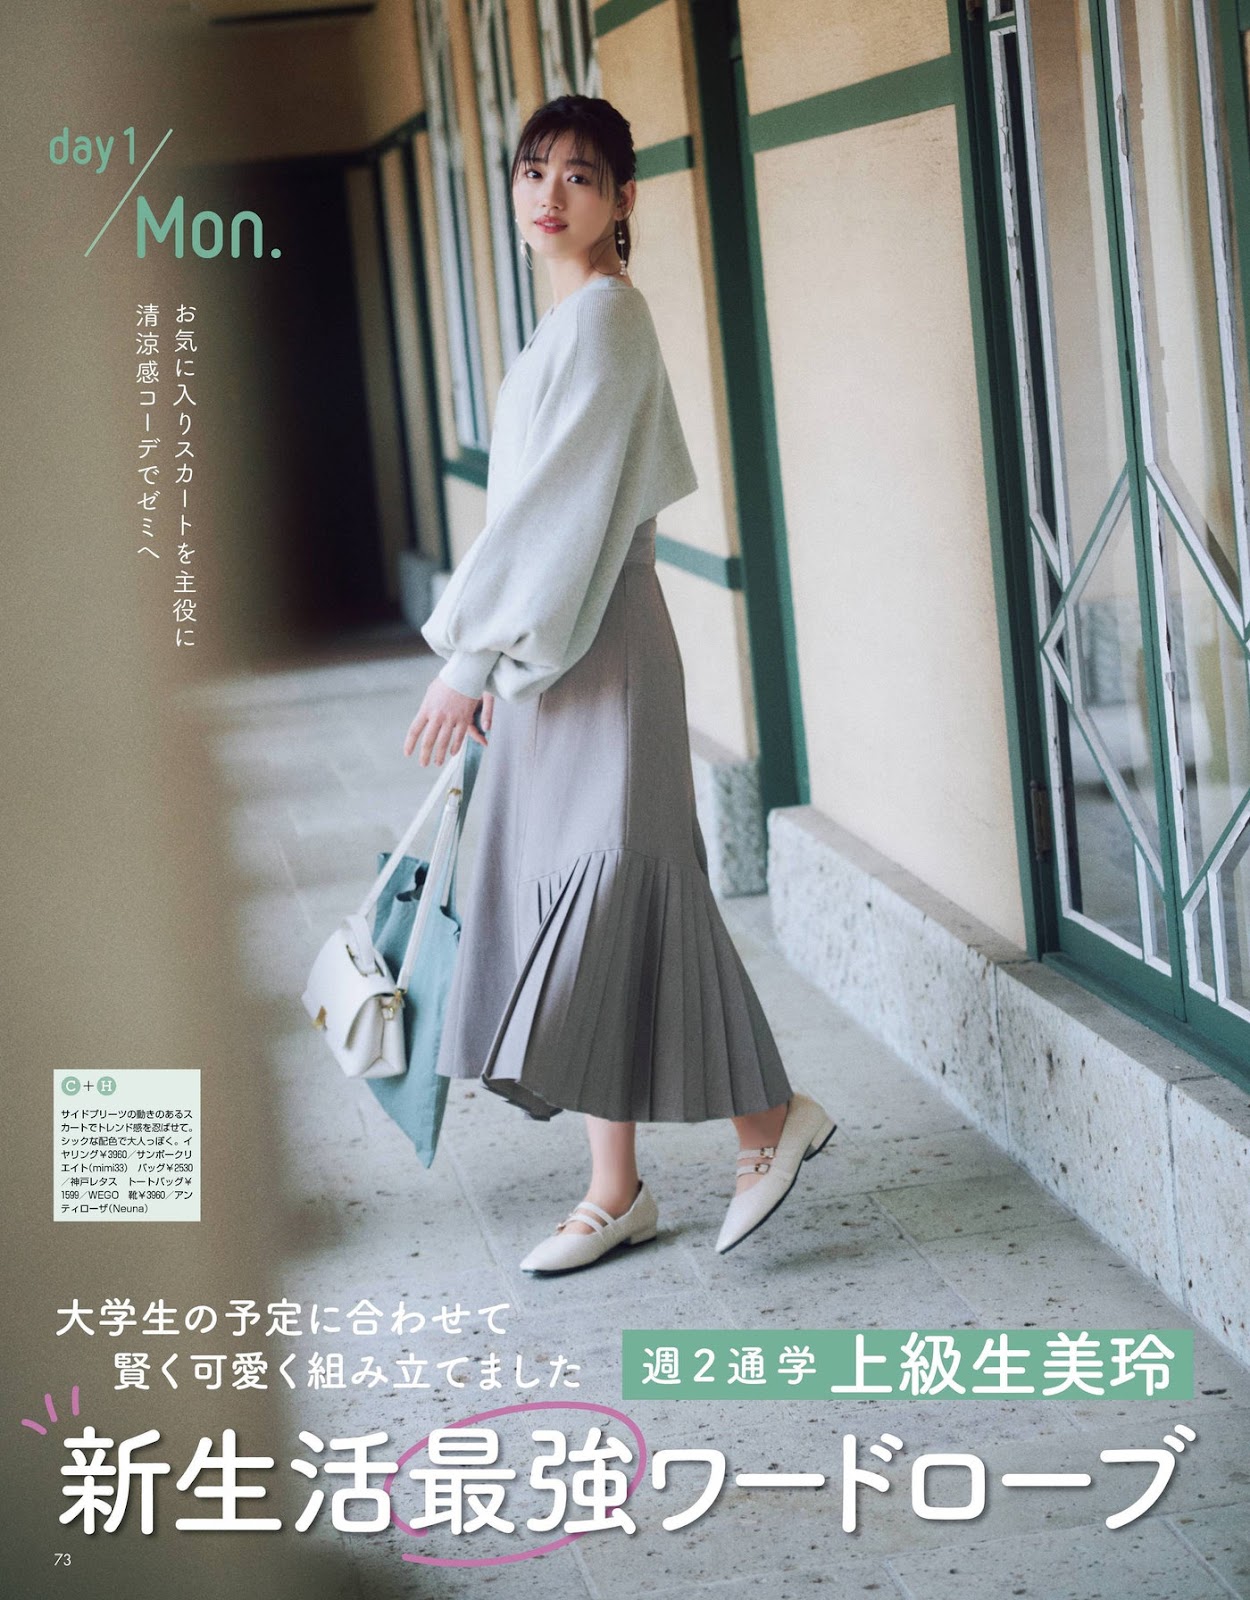 day 1
Mon.
お気に入りスカートを主役に
清涼感コーデでゼミへ
C+H
サイドプリーツの動きのあるス
カートでトレンド感を忍ばせて。
シックな配色で大人っぽく。イ
ヤリング¥3960／サンポークリ
エイト(mimi33)　バッグ¥2530
／神戸レタス　トートバッグ¥
1599／WEGO　靴¥3960／アン
ティローザ(Neuna)
大学生の予定に合わせて
賢く可愛く組み立てました
週2通学 上級生美玲
新生活最強ワードローブ
73